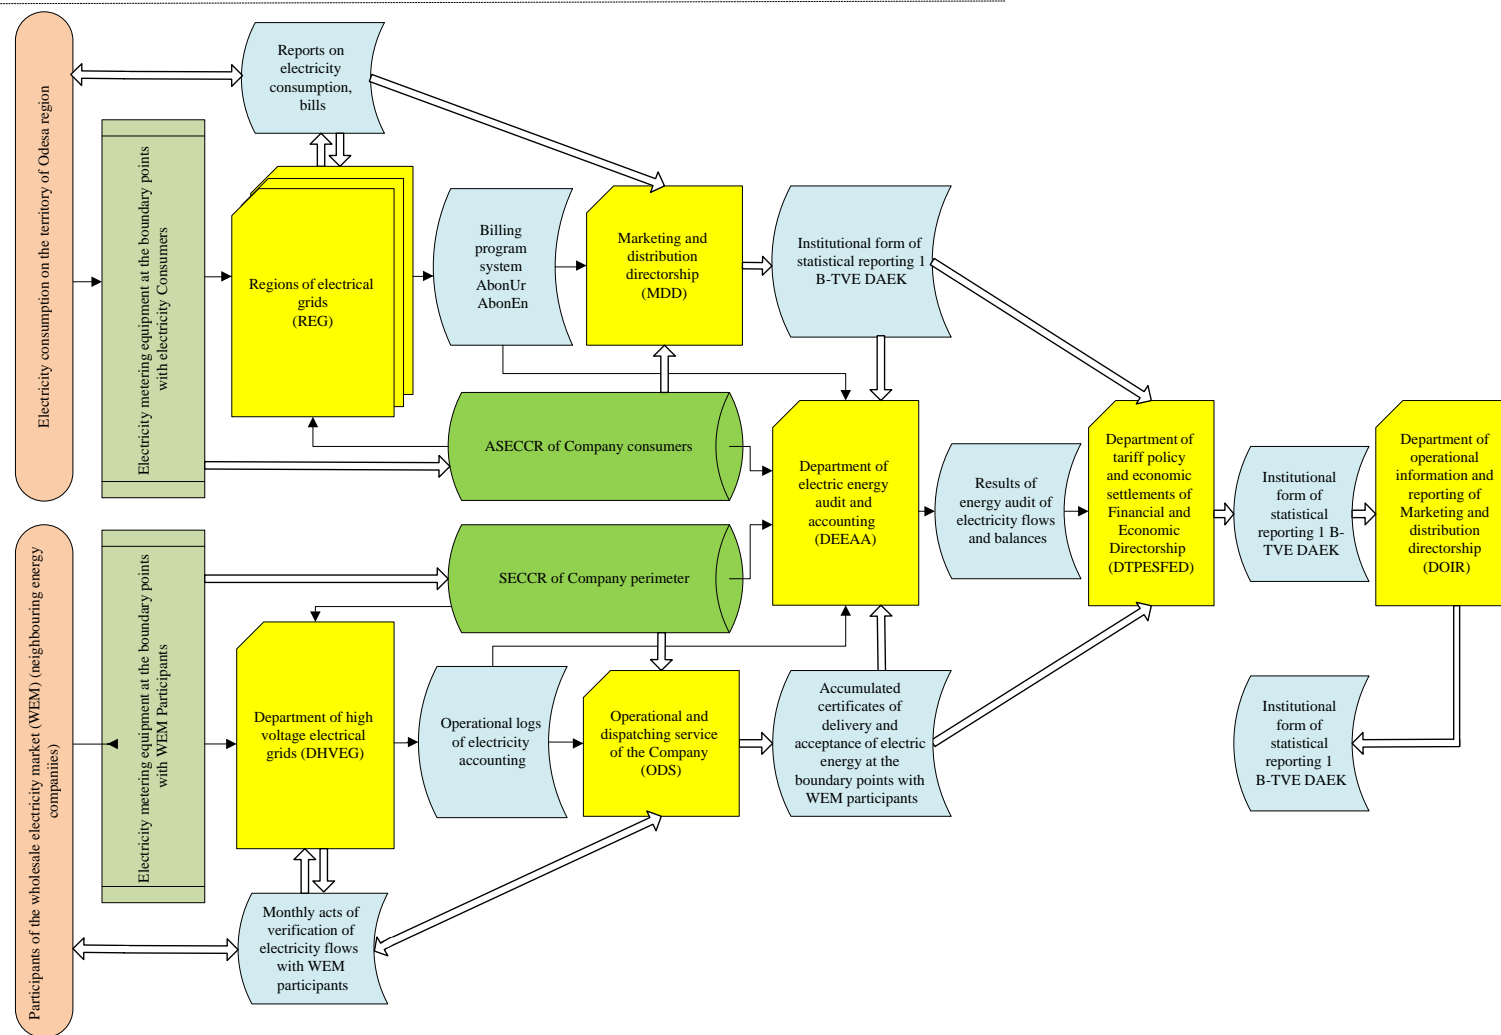 Electricity consumption on the territory of Odesa region
Electricity metering equipment at the boundary points
with electricity Consumers
Reports on
electricity
consumption,
bills
Regions of electrical
grids
(REG)
Billing
program
system
AbonUr
AbonEn
Marketing and
distribution
directorship
(MDD)
Institutional form of
statistical reporting 1
B-TVE DAEK
ASECCR of Company consumers
SECCR of Company perimeter
Department of
electric energy
audit and
accounting
(DEEAA)
Results of
energy audit of
electricity flows
and balances
Department of
tariff policy
and economic
settlements of
Financial and
Economic
Directorship
(DTPESFED)
Institutional
form of
statistical
reporting 1 B-
TVE DAEK
Department of
operational
information and
reporting of
Marketing and
distribution
directorship
(DOIR)
Participants of the wholesale electricity market (WEM) (neighbouring energy
companiies)
Electricity metering equipment at the boundary points
with WEM Participants
Department of high
voltage electrical
grids (DHVEG)
Operational logs
of electricity
accounting
Operational and
dispatching service
of the Company
(ODS)
Accumulated
certificates of
delivery and
acceptance of electric
energy at the
boundary points with
WEM participants
Institutional
form of
statistical
reporting 1
B-TVE DAEK
Monthly acts of
verification of
electricity flows
with WEM
participants